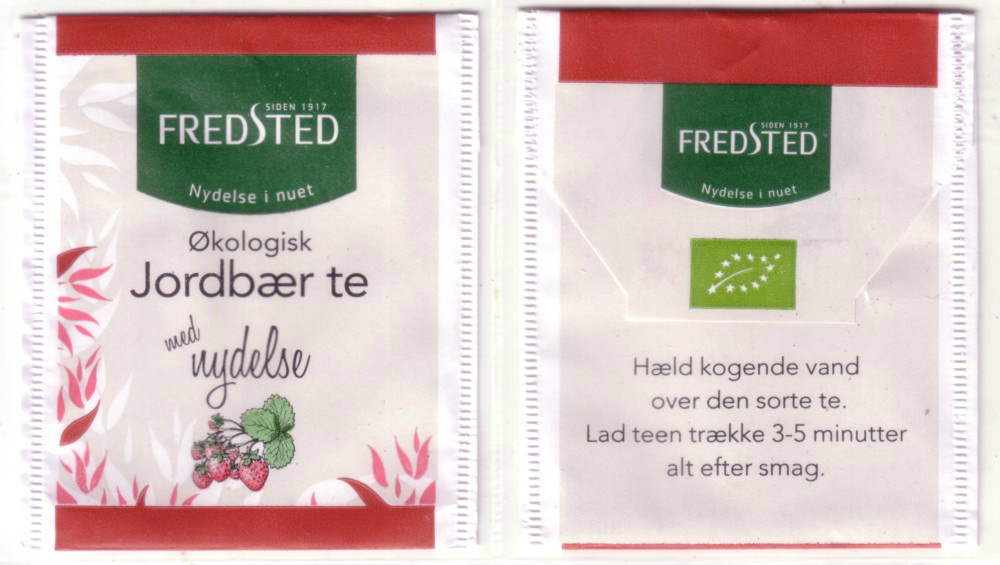 SIDEN 1917
FREDSTED
Nydelse i nuet
Økologisk
Jordbær te
med
nydelse
SIDEN 1917
FREDSTED
Nydelse i nuet
Hæld kogende vand
over den sorte te.
Lad teen trække 3-5 minutter
alt efter smag.